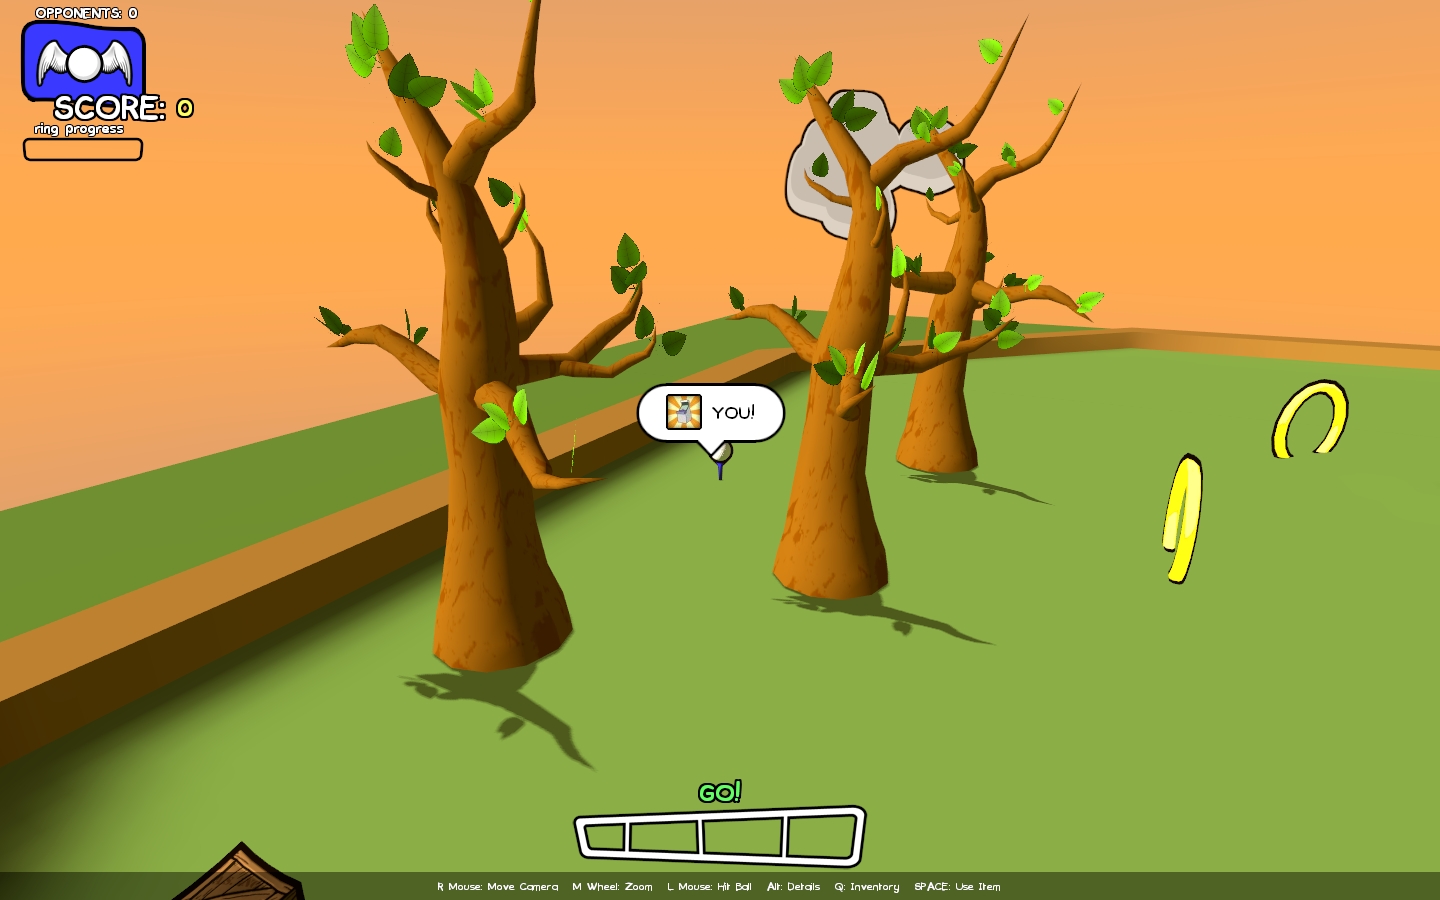 OPPONENTS: 0
SCORE: 0
ring progress
YOU!
GO!
R Mouse: Move Camera M Wheel: Zoom L Mouse: Hit Ball Alt: Details Q: Inventory SPACE: Use Item